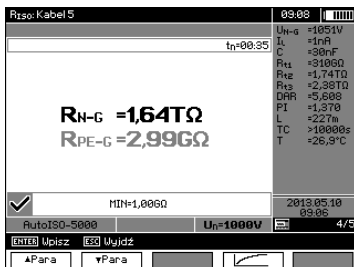 RISO: Kabel5 09:08
tn=00:35
UN-G =1051V
IL =1nA
C =30nF
Rt1 =310GΩ
Rt2 =1,74TΩ
Rt3 =2,38TΩ
DAR =5,608
PI =1,370
L =227m
TC >10000s
T =26,9°C
RN-G =1,64TΩ
RPE-G =2,99GΩ
MIN=1,00GΩ
2013.05.10
09:06
AutoISO-5000 Un=1000V 4/5
ENTER Wpisz ESC Wyjdź
▲Para ▼Para